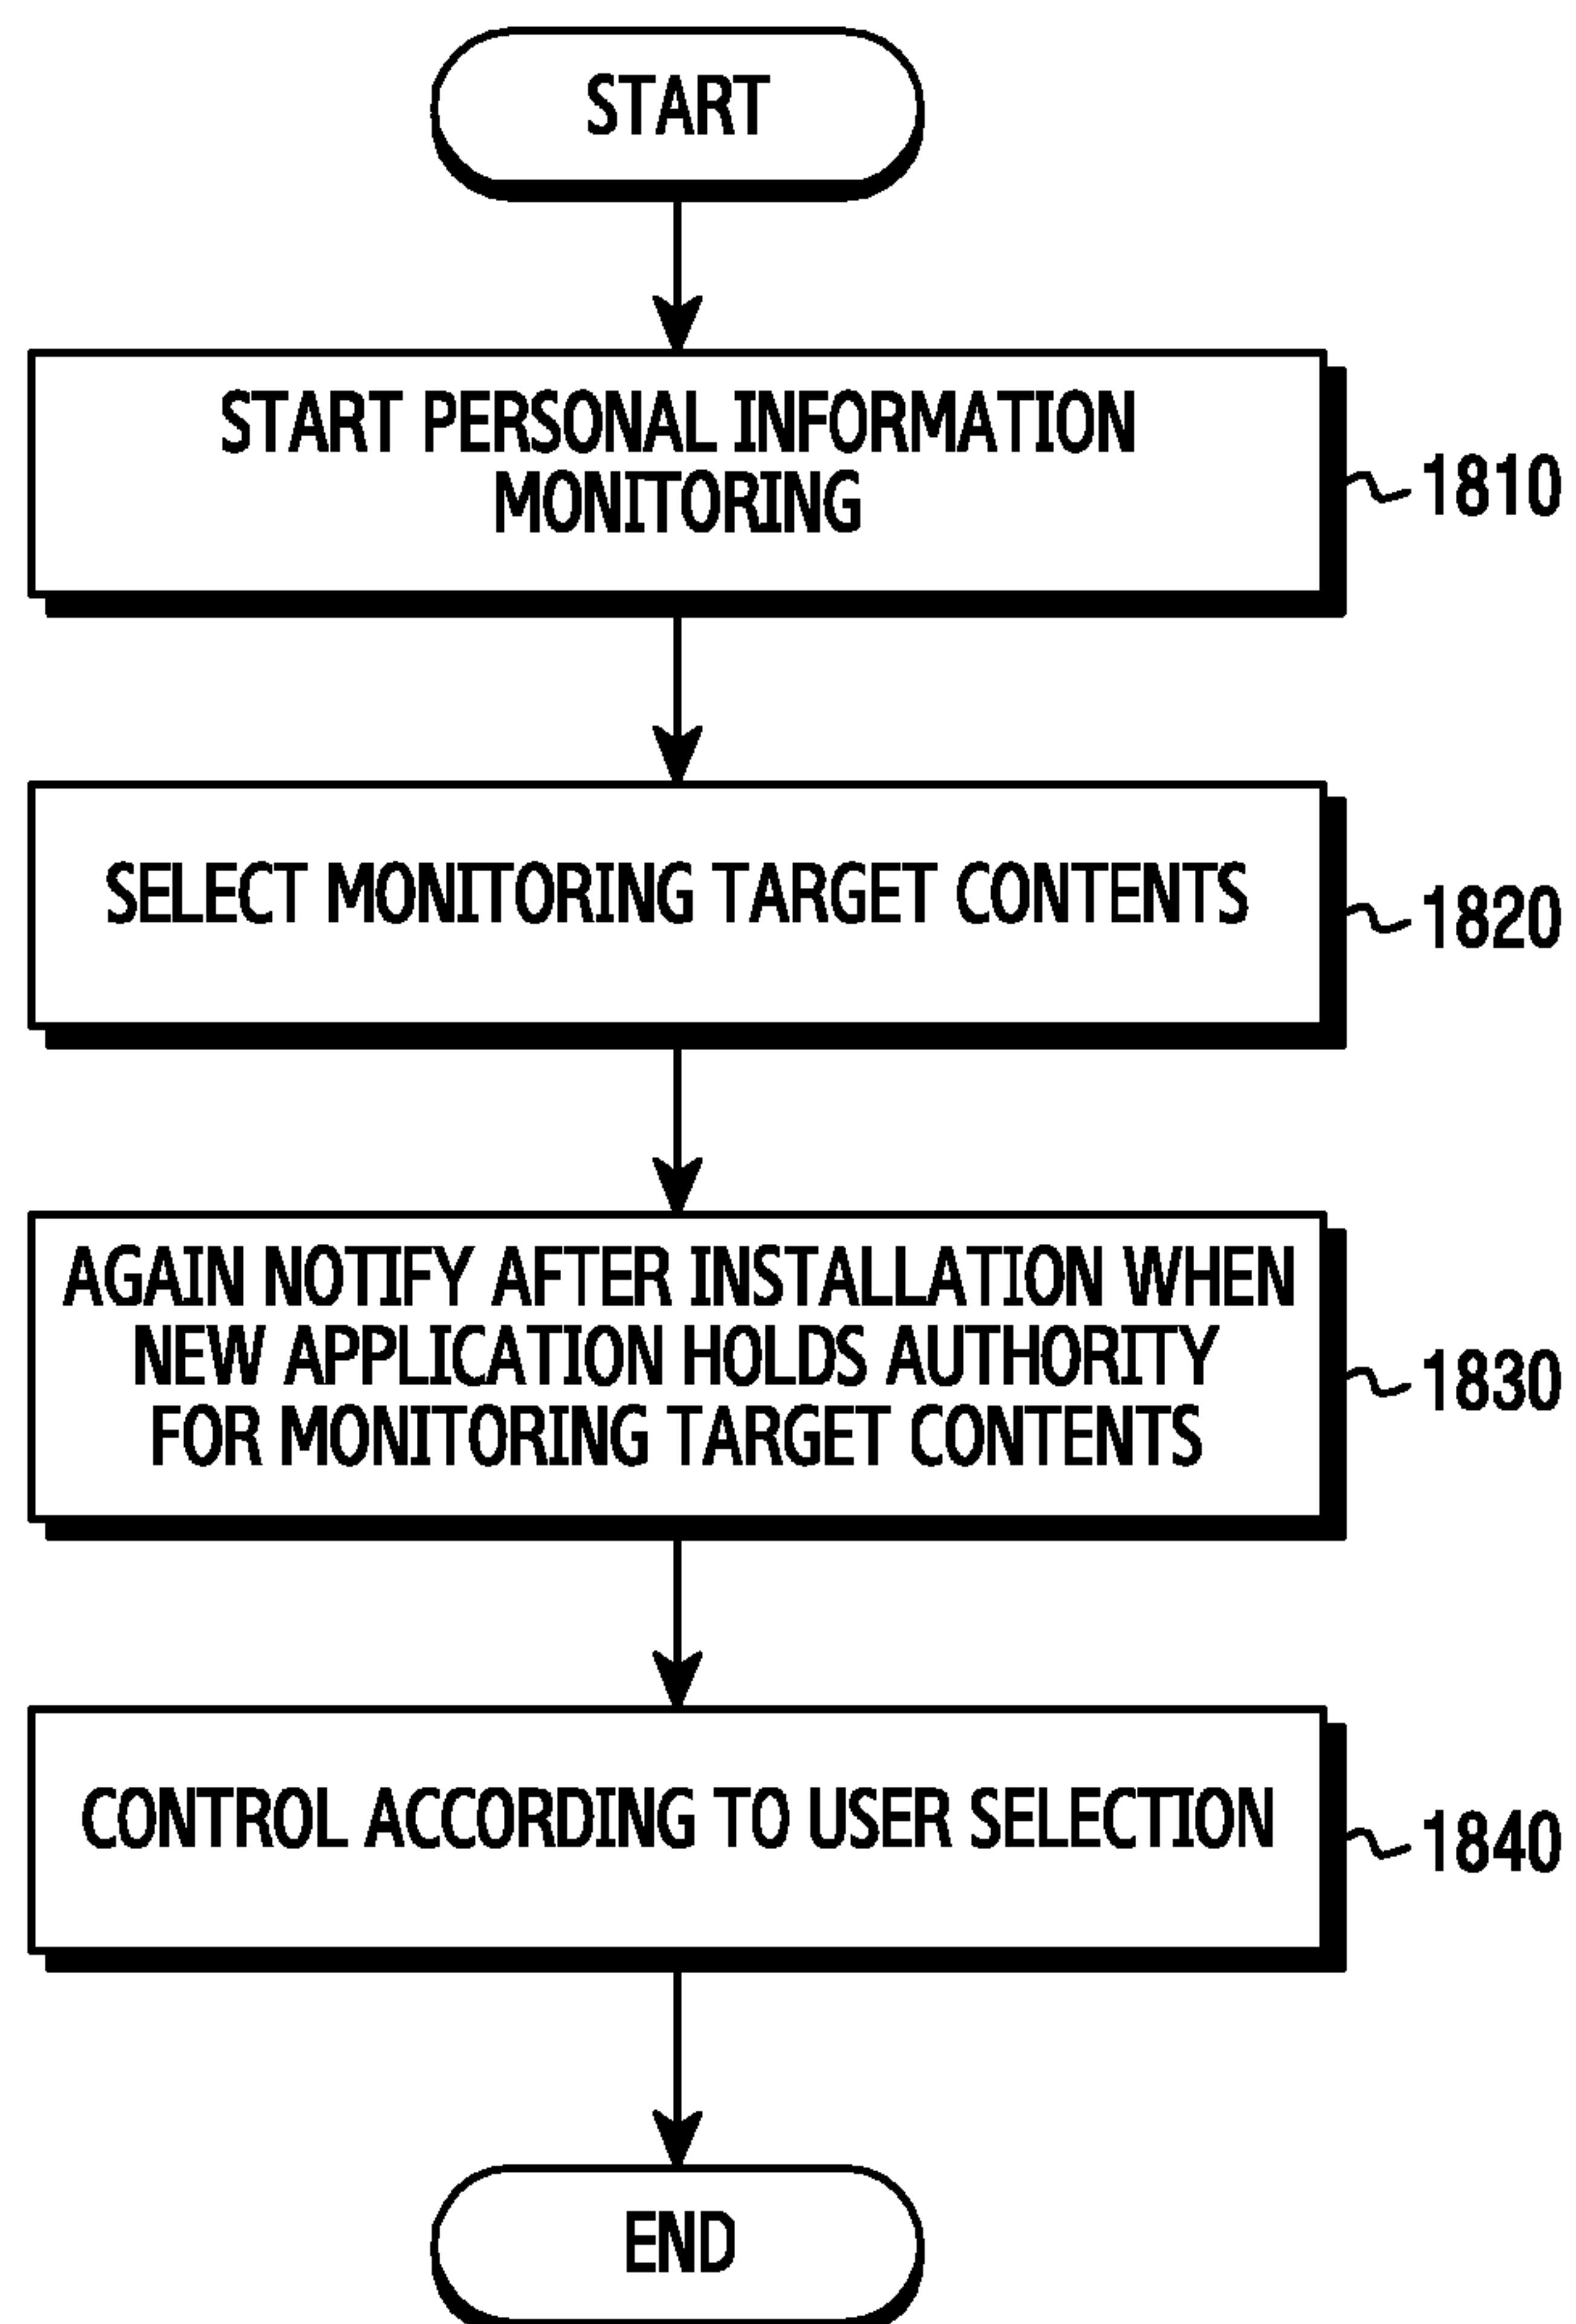 START
START PERSONAL INFORMATION
MONITORING
1810
SELECT MONITORING TARGET CONTENTS
1820
AGAIN NOTIFY AFTER INSTALLATION WHEN
NEW APPLICATION HOLDS AUTHORITY
FOR MONITORING TARGET CONTENTS
1830
CONTROL ACCORDING TO USER SELECTION
1840
END